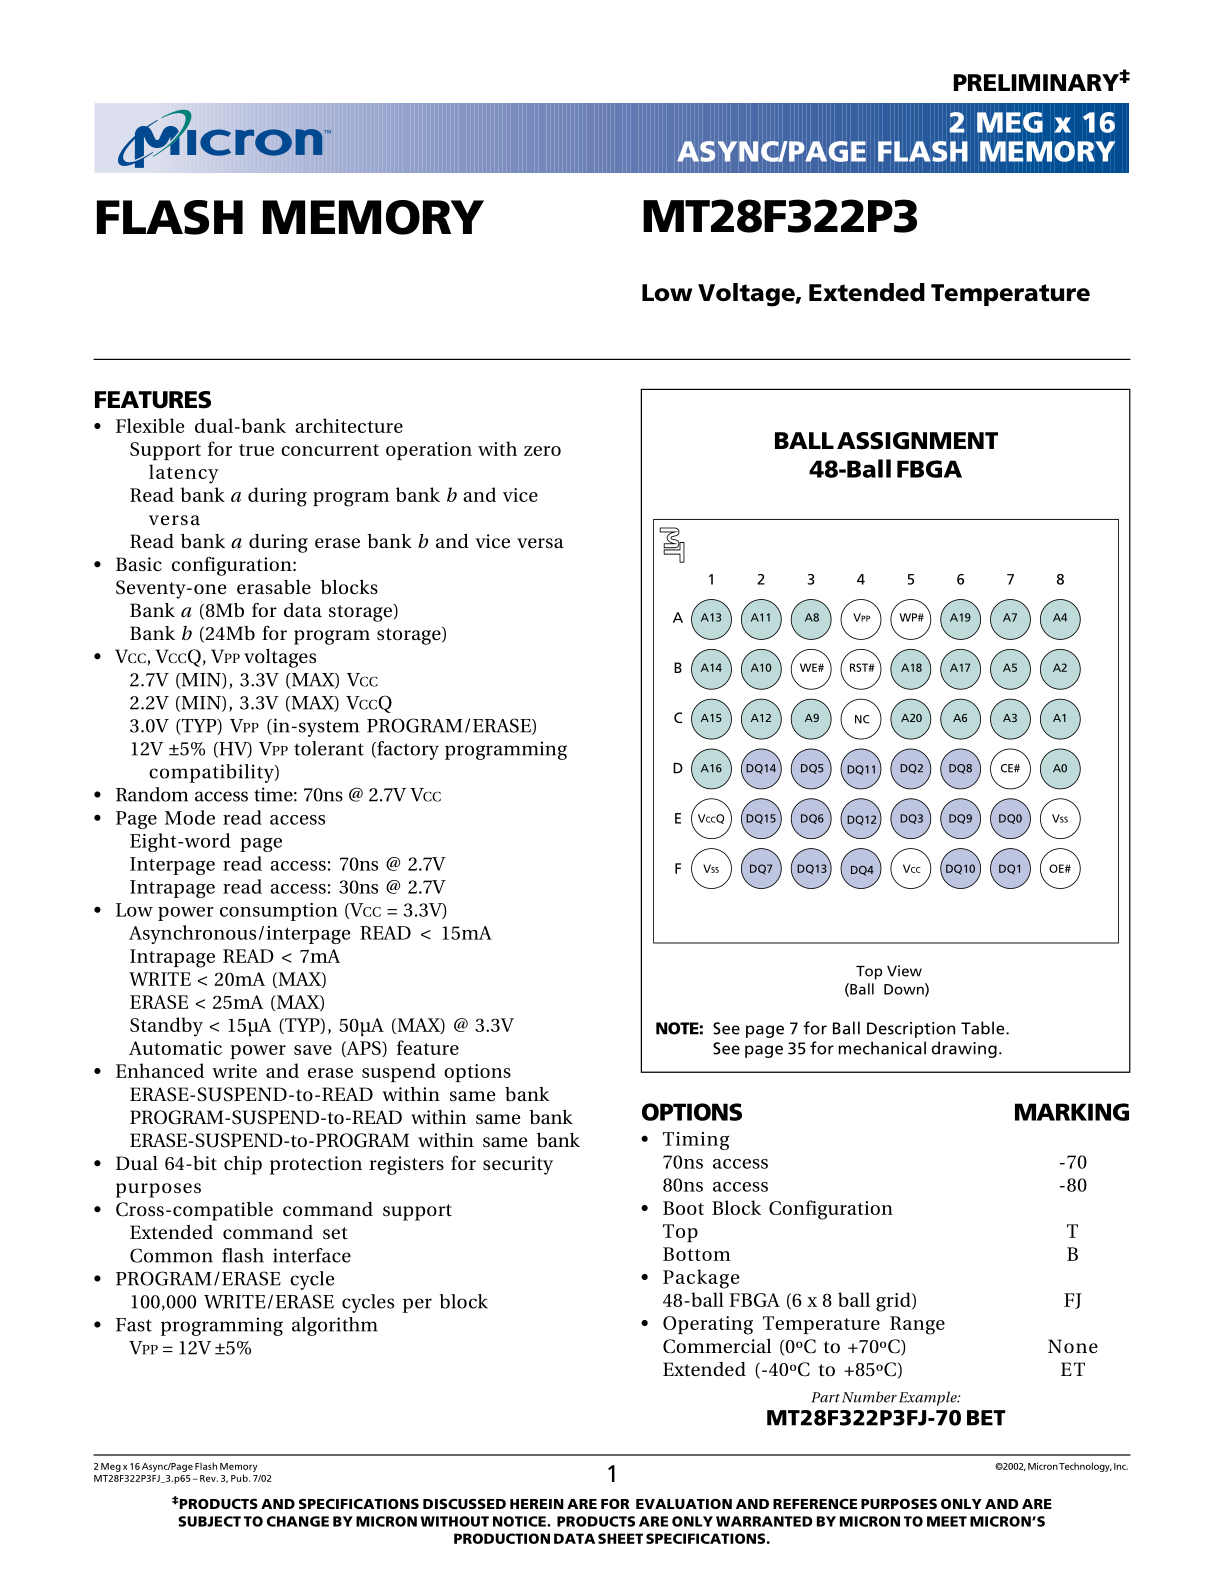 PRELIMINARY‡
Micron™
2 MEG x 16
ASYNC/PAGE FLASH MEMORY
FLASH MEMORY
MT28F322P3
Low Voltage, Extended Temperature
FEATURES
• Flexible dual-bank architecture
Support for true concurrent operation with zero
latency
Read bank a during program bank b and vice
versa
Read bank a during erase bank b and vice versa
• Basic configuration:
Seventy-one erasable blocks
Bank a (8Mb for data storage)
Bank b (24Mb for program storage)
• VCC, VCCQ, VPP voltages
2.7V (MIN), 3.3V (MAX) VCC
2.2V (MIN), 3.3V (MAX) VCCQ
3.0V (TYP) VPP (in-system PROGRAM/ERASE)
12V ±5% (HV) VPP tolerant (factory programming
compatibility)
• Random access time: 70ns @ 2.7V VCC
• Page Mode read access
Eight-word page
Interpage read access: 70ns @ 2.7V
Intrapage read access: 30ns @ 2.7V
• Low power consumption (VCC = 3.3V)
Asynchronous/interpage READ < 15mA
Intrapage READ < 7mA
WRITE < 20mA (MAX)
ERASE < 25mA (MAX)
Standby < 15µA (TYP), 50µA (MAX) @ 3.3V
Automatic power save (APS) feature
• Enhanced write and erase suspend options
ERASE-SUSPEND-to-READ within same bank
PROGRAM-SUSPEND-to-READ within same bank
ERASE-SUSPEND-to-PROGRAM within same bank
• Dual 64-bit chip protection registers for security
purposes
• Cross-compatible command support
Extended command set
Common flash interface
• PROGRAM/ERASE cycle
100,000 WRITE/ERASE cycles per block
• Fast programming algorithm
VPP = 12V ±5%
BALL ASSIGNMENT
48-Ball FBGA
1 2 3 4 5 6 7 8
A A13 A11 A8 VPP WP# A19 A7 A4
B A14 A10 WE# RST# A18 A17 A5 A2
C A15 A12 A9 NC A20 A6 A3 A1
D A16 DQ14 DQ5 DQ11 DQ2 DQ8 CE# A0
E VCCQ DQ15 DQ6 DQ12 DQ3 DQ9 DQ0 VSS
F VSS DQ7 DQ13 DQ4 VCC DQ10 DQ1 OE#
Top View
(Ball Down)
NOTE: See page 7 for Ball Description Table.
See page 35 for mechanical drawing.
OPTIONS MARKING
• Timing
70ns access -70
80ns access -80
• Boot Block Configuration
Top T
Bottom B
• Package
48-ball FBGA (6 x 8 ball grid) FJ
• Operating Temperature Range
Commercial (0ºC to +70ºC) None
Extended (-40ºC to +85ºC) ET
Part Number Example:
MT28F322P3FJ-70 BET
2 Meg x 16 Async/Page Flash Memory
MT28F322P3FJ_3.p65 – Rev. 3, Pub. 7/02
1
©2002, Micron Technology, Inc.
‡PRODUCTS AND SPECIFICATIONS DISCUSSED HEREIN ARE FOR EVALUATION AND REFERENCE PURPOSES ONLY AND ARE
SUBJECT TO CHANGE BY MICRON WITHOUT NOTICE. PRODUCTS ARE ONLY WARRANTED BY MICRON TO MEET MICRON'S
PRODUCTION DATA SHEET SPECIFICATIONS.